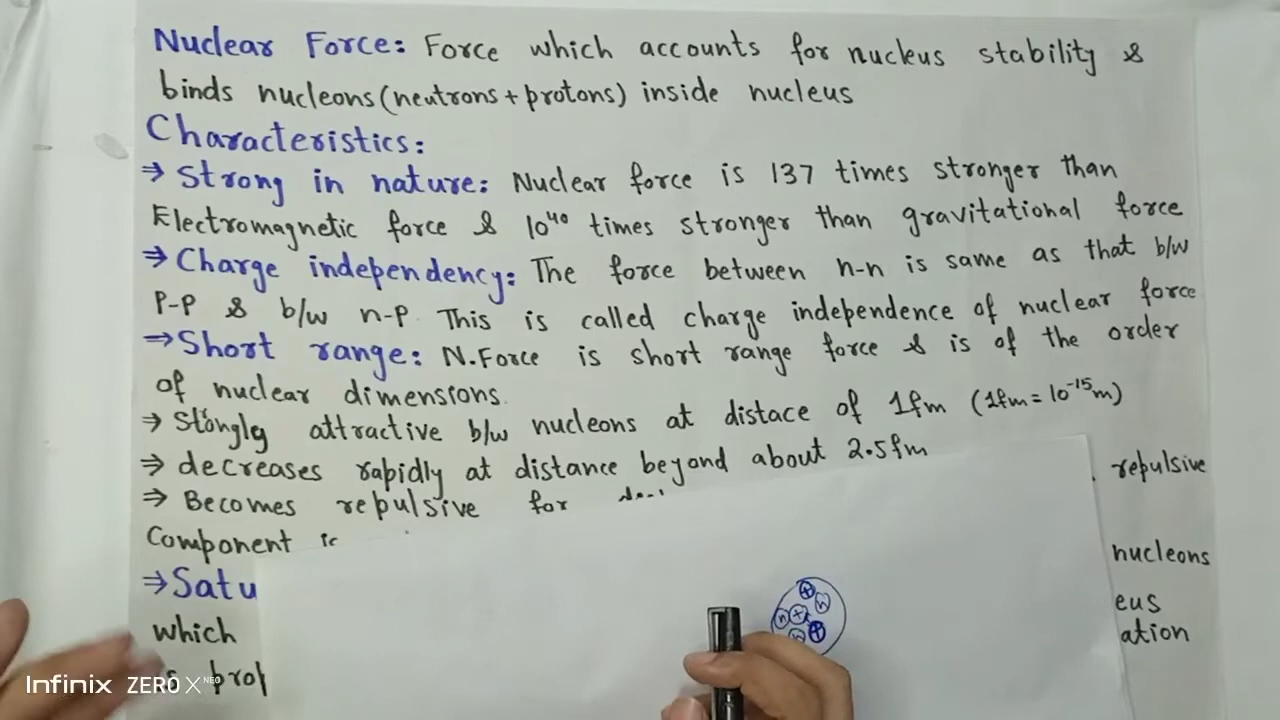 Nuclear Force: Force which accounts for nucleus stability &
binds nucleons (neutrons + protons) inside nucleus
Characteristics:
⇒ Strong in nature: Nuclear force is 137 times stronger than
Electromagnetic force & 10⁴⁰ times stronger than gravitational force
⇒ Charge independency: The force between n-n is same as that b/w
P-P & b/w n-p. This is called charge independence of nuclear force
⇒ Short range: N.Force is short range force & is of the order
of nuclear dimensions.
⇒ Stongly attractive b/w nucleons at distace of 1fm (1fm = 10⁻¹⁵m)
⇒ decreases rapidly at distance beyond about 2.5fm
⇒ Becomes repulsive for repulsive
Component nucleons
⇒ Satu eus
which ation
prop
Infinix ZERO X NEO